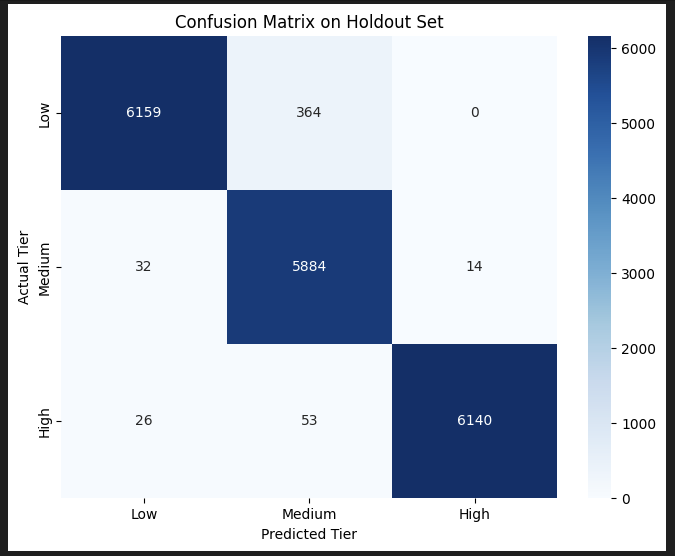 Confusion Matrix on Holdout Set
Low
6159
364
0
Medium
32
5884
14
High
26
53
6140
Low
Medium
High
Predicted Tier
Actual Tier
6000
5000
4000
3000
2000
1000
0